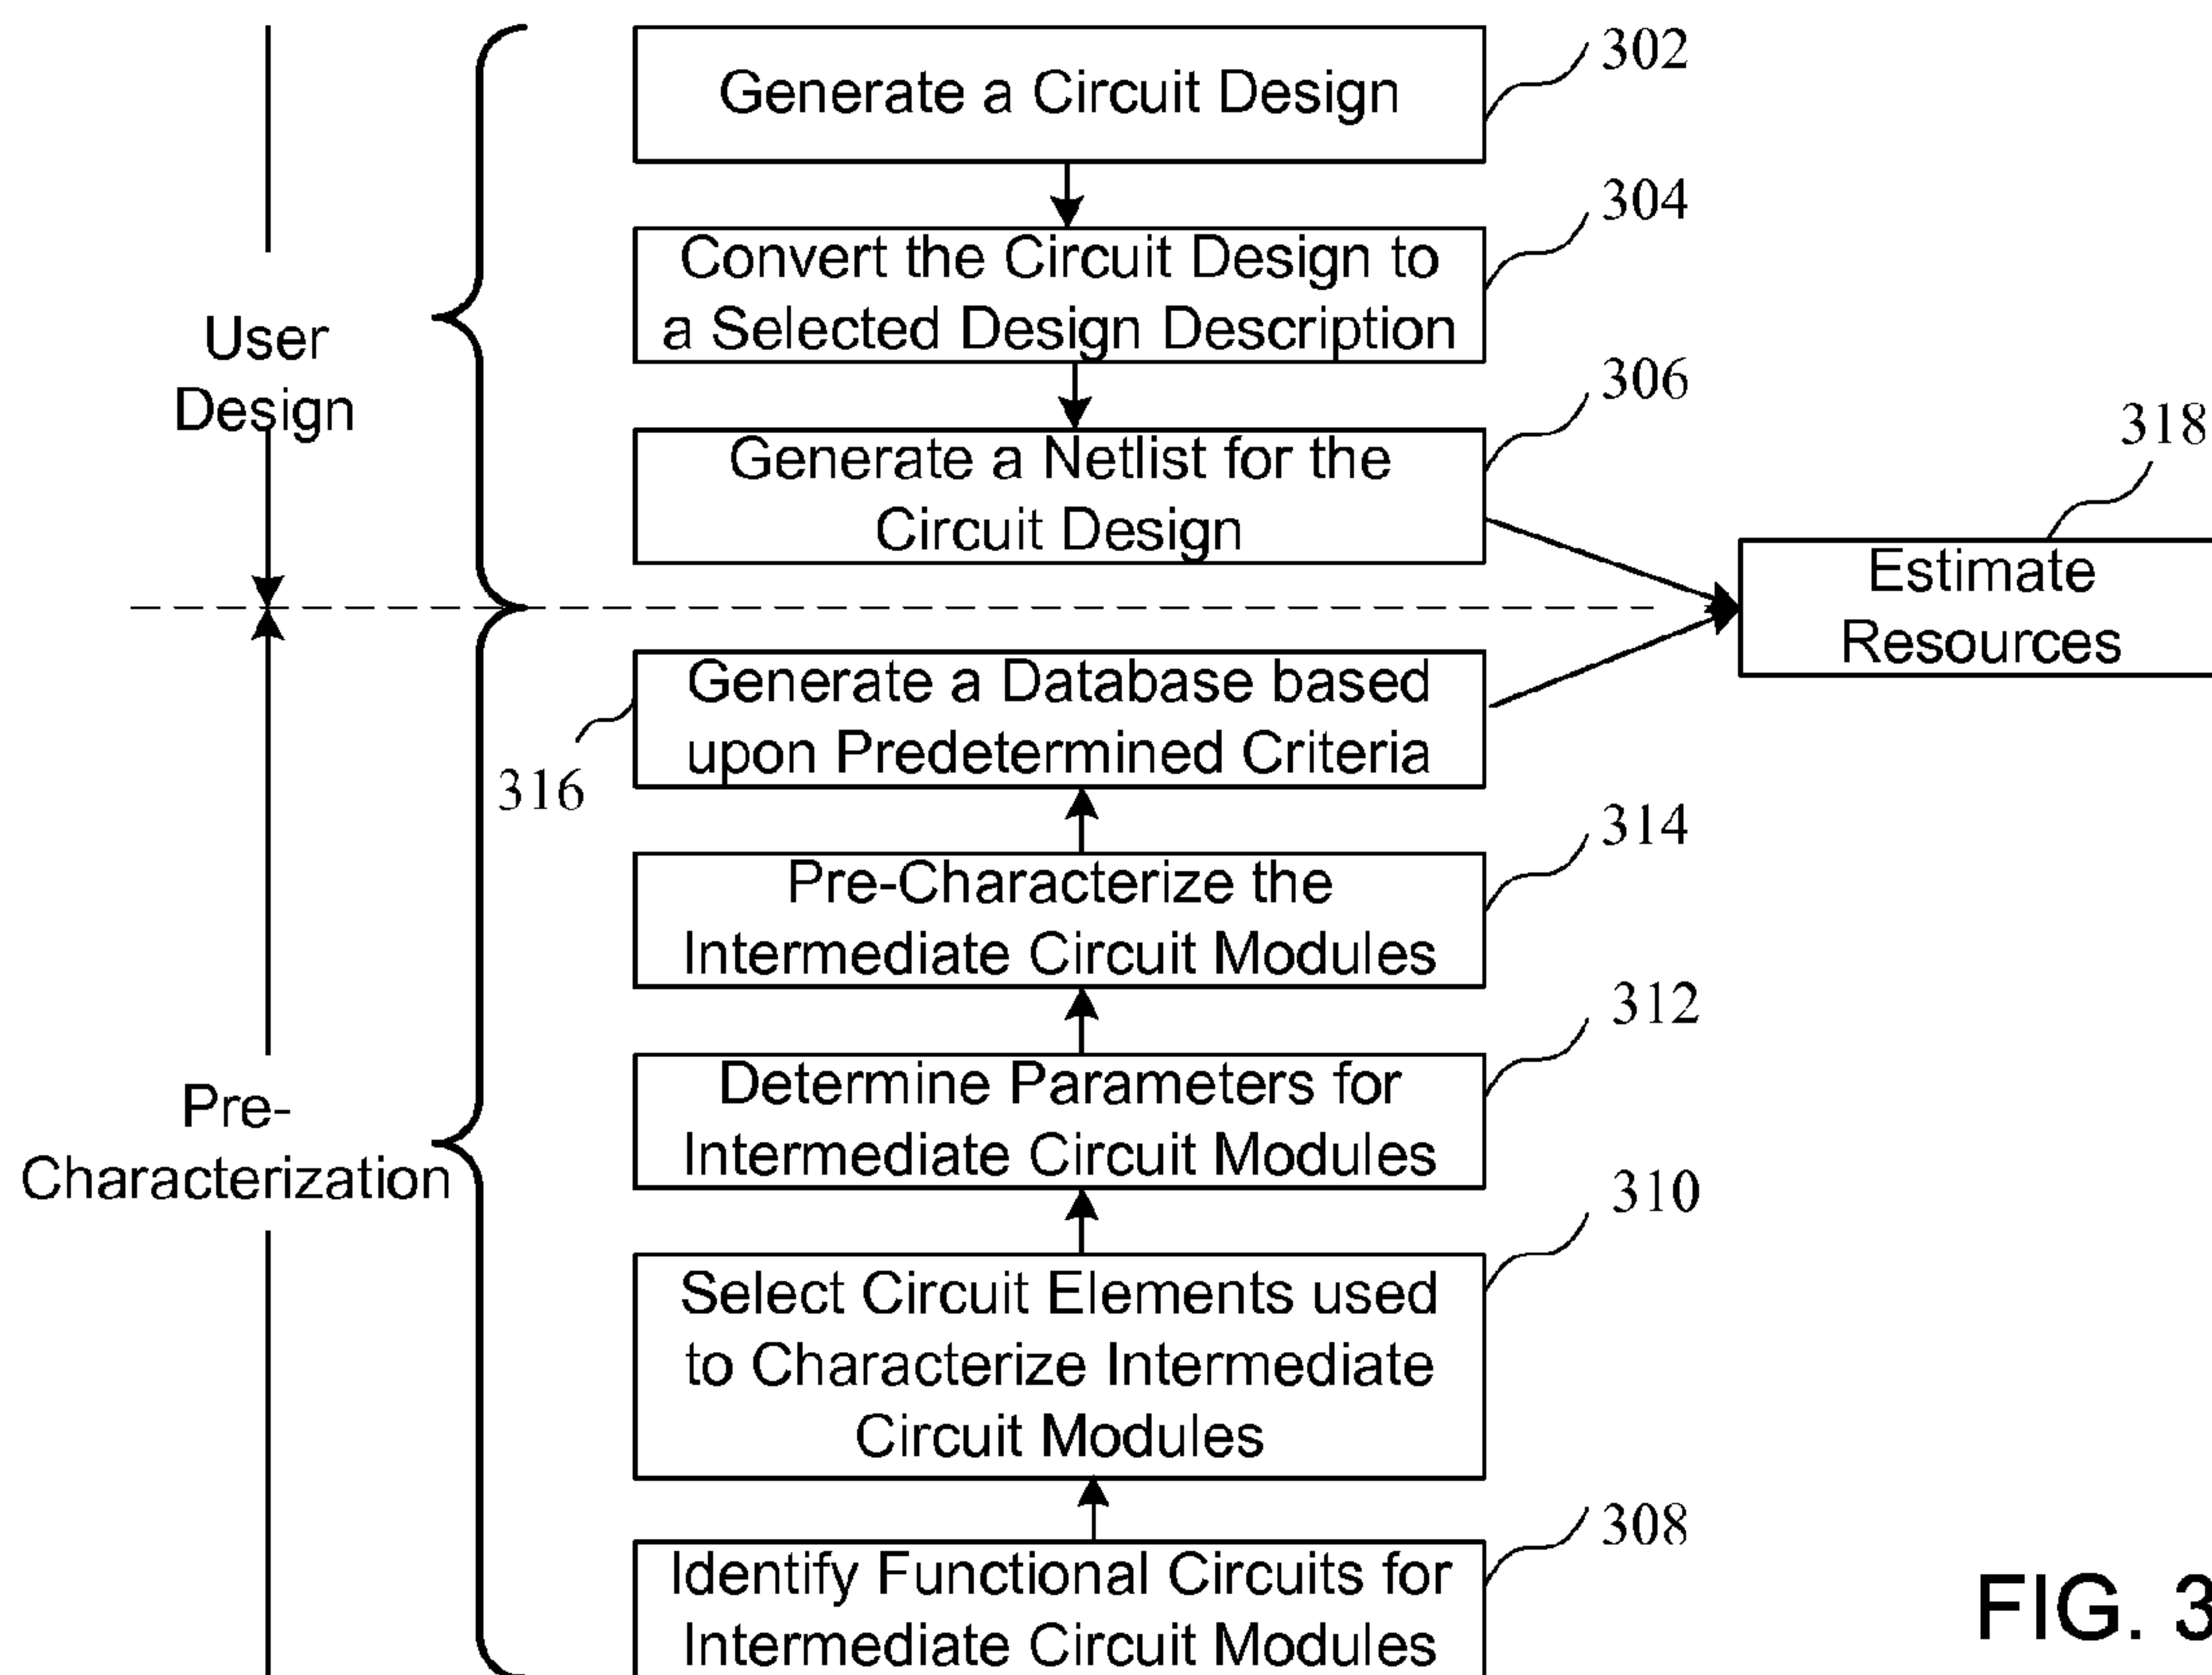 302
Generate a Circuit Design
304
Convert the Circuit Design to
a Selected Design Description
User
Design
306
Generate a Netlist for the
Circuit Design
318
Estimate
Resources
Generate a Database based
upon Predetermined Criteria
316
314
Pre-Characterize the
Intermediate Circuit Modules
312
Determine Parameters for
Intermediate Circuit Modules
Pre-
Characterization
310
Select Circuit Elements used
to Characterize Intermediate
Circuit Modules
308
Identify Functional Circuits for
Intermediate Circuit Modules
FIG. 3